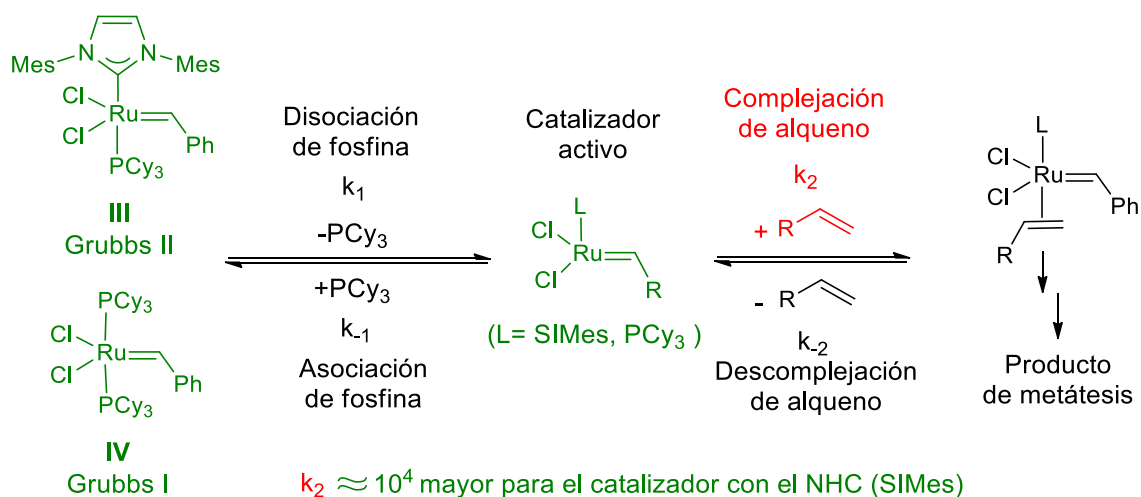 N
N
Mes
Mes
Cl
Cl
Ru
Ph
PCy3
III
Grubbs II
PCy3
Cl
Cl
Ru
Ph
PCy3
IV
Grubbs I
Disociación
de fosfina
k1
-PCy3
+PCy3
k-1
Asociación
de fosfina
Catalizador
activo
L
Cl
Cl
Ru
R
(L= SIMes, PCy3 )
Complejación
de alqueno
k2
+ R
- R
k-2
Descomplejación
de alqueno
L
Cl
Cl
Ru
Ph
R
Producto
de metátesis
k2 ≈ 10^4 mayor para el catalizador con el NHC (SIMes)